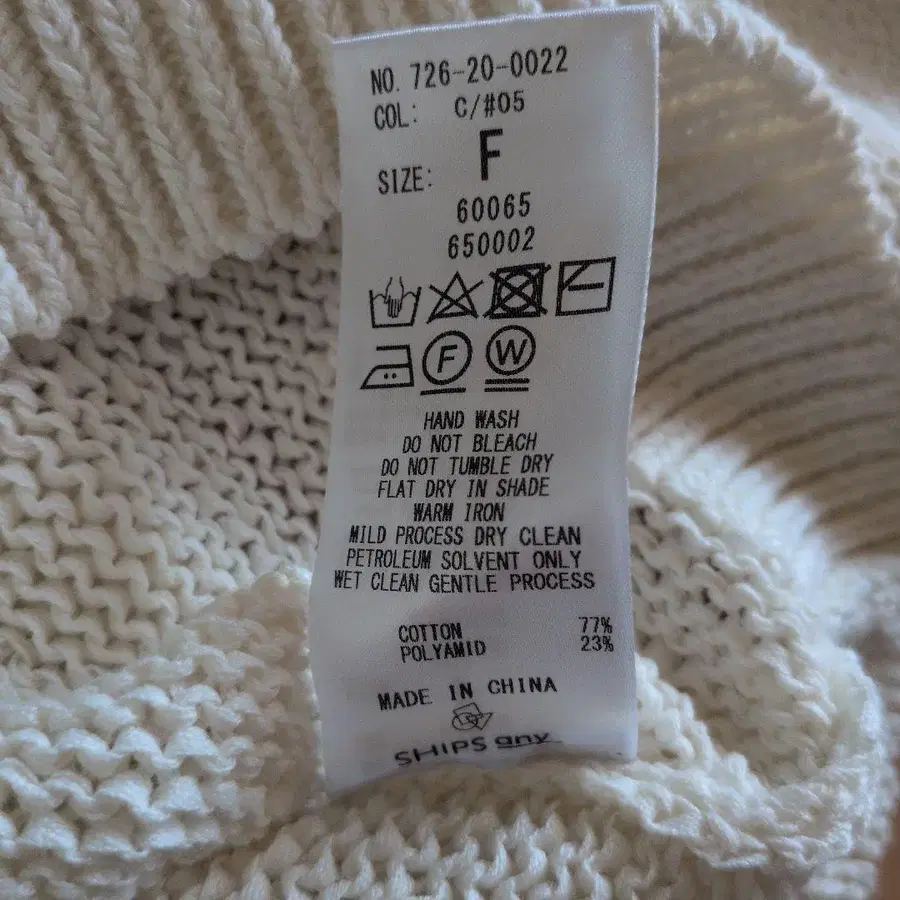 NO. 726-20-0022
COL: C/#05
SIZE: F
60065
650002
F W
HAND WASH
DO NOT BLEACH
DO NOT TUMBLE DRY
FLAT DRY IN SHADE
WARM IRON
MILD PROCESS DRY CLEAN
PETROLEUM SOLVENT ONLY
WET CLEAN GENTLE PROCESS
COTTON 77%
POLYAMID 23%
MADE IN CHINA
SHIPS any